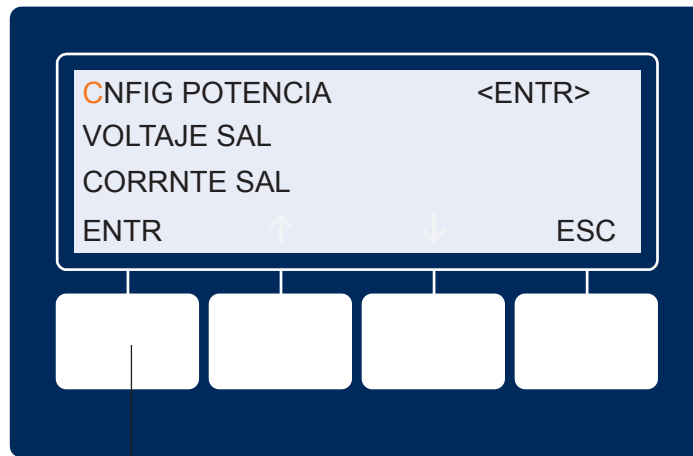 CNFIG POTENCIA <ENTR>
VOLTAJE SAL
CORRNTE SAL
ENTR ↑ ↓ ESC